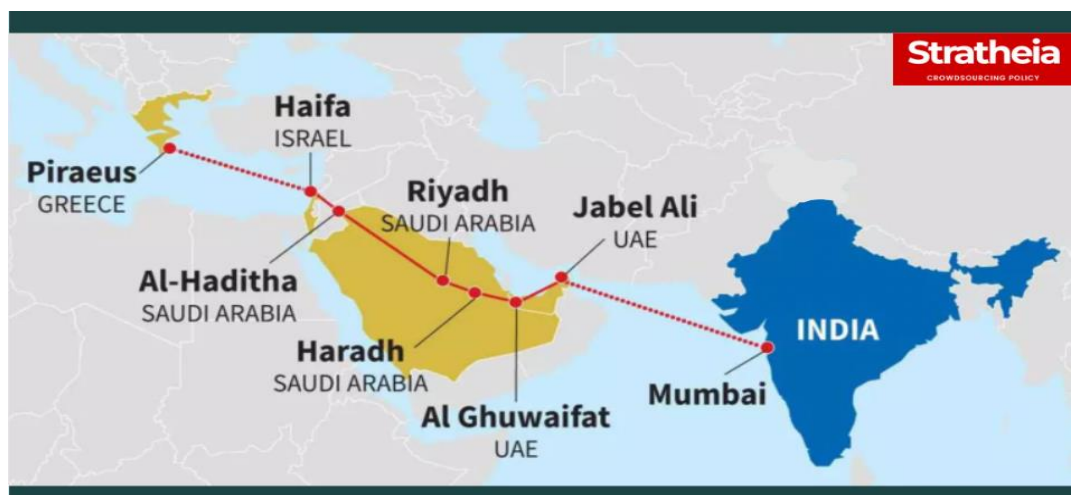 Stratheia
CROWDSOURCING POLICY
Haifa
ISRAEL
Piraeus
GREECE
Riyadh
SAUDI ARABIA
Jabel Ali
UAE
Al-Haditha
SAUDI ARABIA
INDIA
Haradh
SAUDI ARABIA
Mumbai
Al Ghuwaifat
UAE